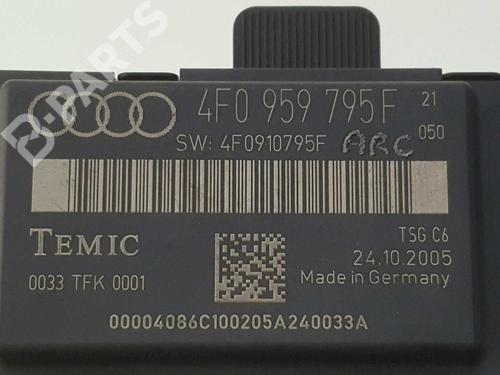 B-PARTS
4F0 959 795F 21
SW: 4F0910795F ARC 050
TEMIC
TSG C6
24.10.2005
0033 TFK 0001
Made in Germany
00004086C100205A240033A